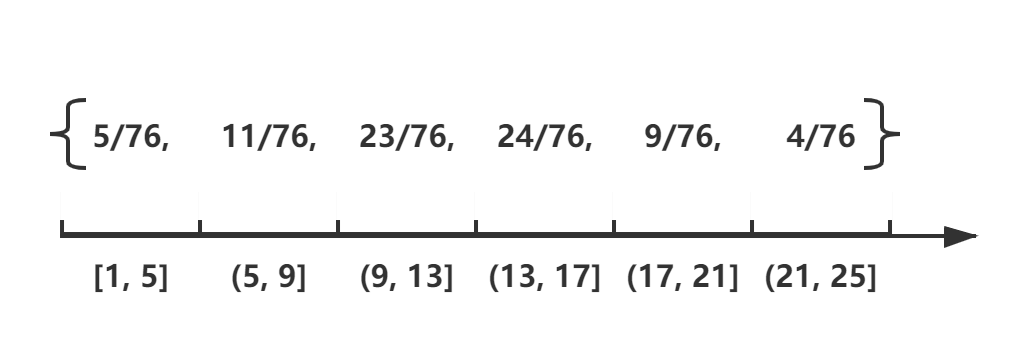 {5/76, 11/76, 23/76, 24/76, 9/76, 4/76}
[1, 5] (5, 9] (9, 13] (13, 17] (17, 21] (21, 25]